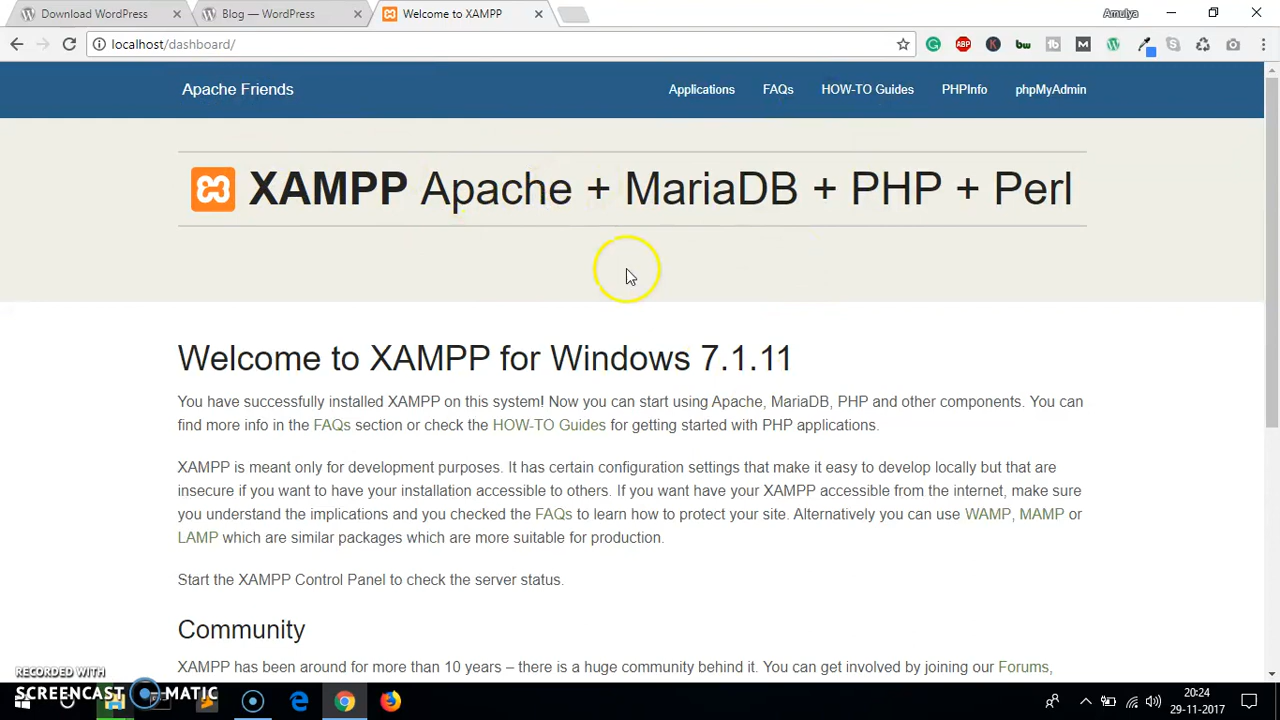 Download WordPress
Blog — WordPress
Welcome to XAMPP
Amulya
localhost/dashboard/
ABP
K
bw
tb
M
Apache Friends
Applications
FAQs
HOW-TO Guides
PHPInfo
phpMyAdmin
XAMPP Apache + MariaDB + PHP + Perl
Welcome to XAMPP for Windows 7.1.11
You have successfully installed XAMPP on this system! Now you can start using Apache, MariaDB, PHP and other components. You can
find more info in the FAQs section or check the HOW-TO Guides for getting started with PHP applications.
XAMPP is meant only for development purposes. It has certain configuration settings that make it easy to develop locally but that are
insecure if you want to have your installation accessible to others. If you want have your XAMPP accessible from the internet, make sure
you understand the implications and you checked the FAQs to learn how to protect your site. Alternatively you can use WAMP, MAMP or
LAMP which are similar packages which are more suitable for production.
Start the XAMPP Control Panel to check the server status.
Community
XAMPP has been around for more than 10 years – there is a huge community behind it. You can get involved by joining our Forums,
RECORDED WITH
SCREENCAST MATIC
20:24
29-11-2017